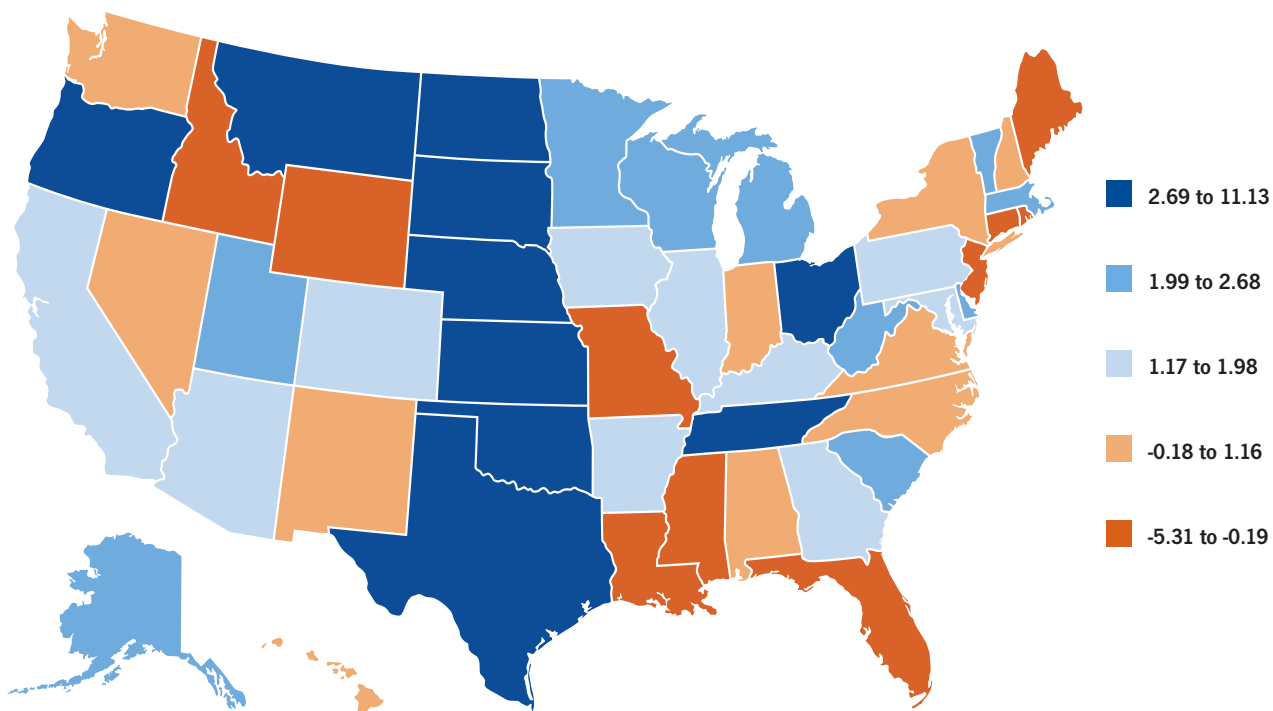 2.69 to 11.13
1.99 to 2.68
1.17 to 1.98
-0.18 to 1.16
-5.31 to -0.19